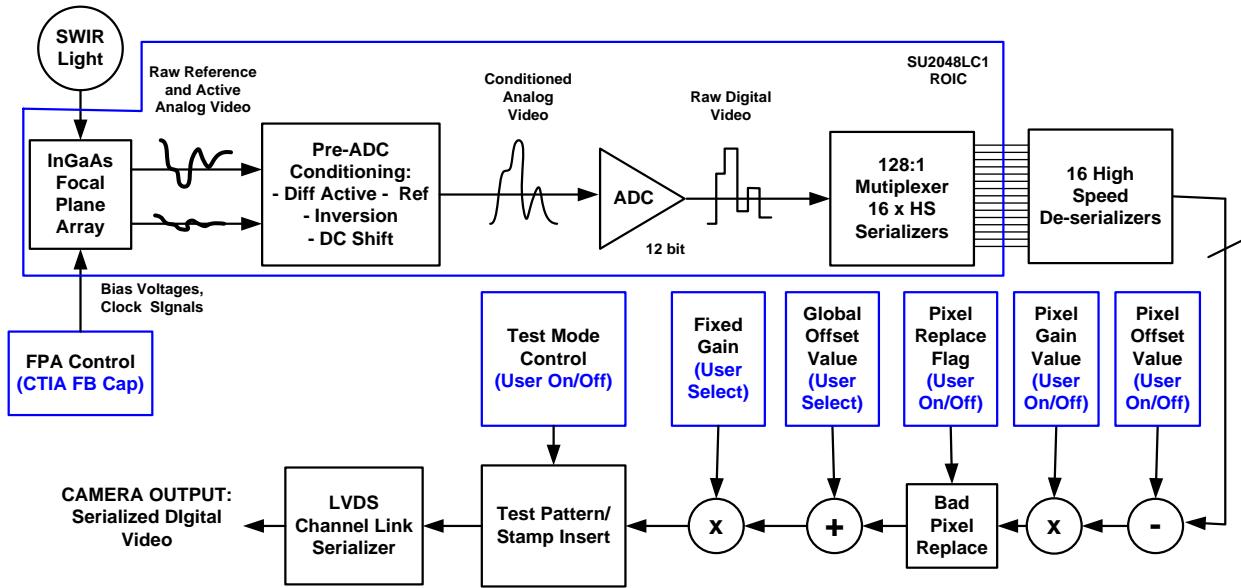 SWIR
Light
SU2048LC1
ROIC
Raw Reference
and Active
Analog Video
Conditioned
Analog
Video
Raw Digital
Video
InGaAs
Focal
Plane
Array
Pre-ADC
Conditioning:
- Diff Active - Ref
- Inversion
- DC Shift
ADC
12 bit
128:1
Mutiplexer
16 x HS
Serializers
16 High
Speed
De-serializers
Bias Voltages,
Clock SIgnals
FPA Control
(CTIA FB Cap)
Test Mode
Control
(User On/Off)
Fixed
Gain
(User
Select)
Global
Offset
Value
(User
Select)
Pixel
Replace
Flag
(User
On/Off)
Pixel
Gain
Value
(User
On/Off)
Pixel
Offset
Value
(User
On/Off)
CAMERA OUTPUT:
Serialized DIgital
Video
LVDS
Channel Link
Serializer
Test Pattern/
Stamp Insert
x
+
Bad
Pixel
Replace
x
-